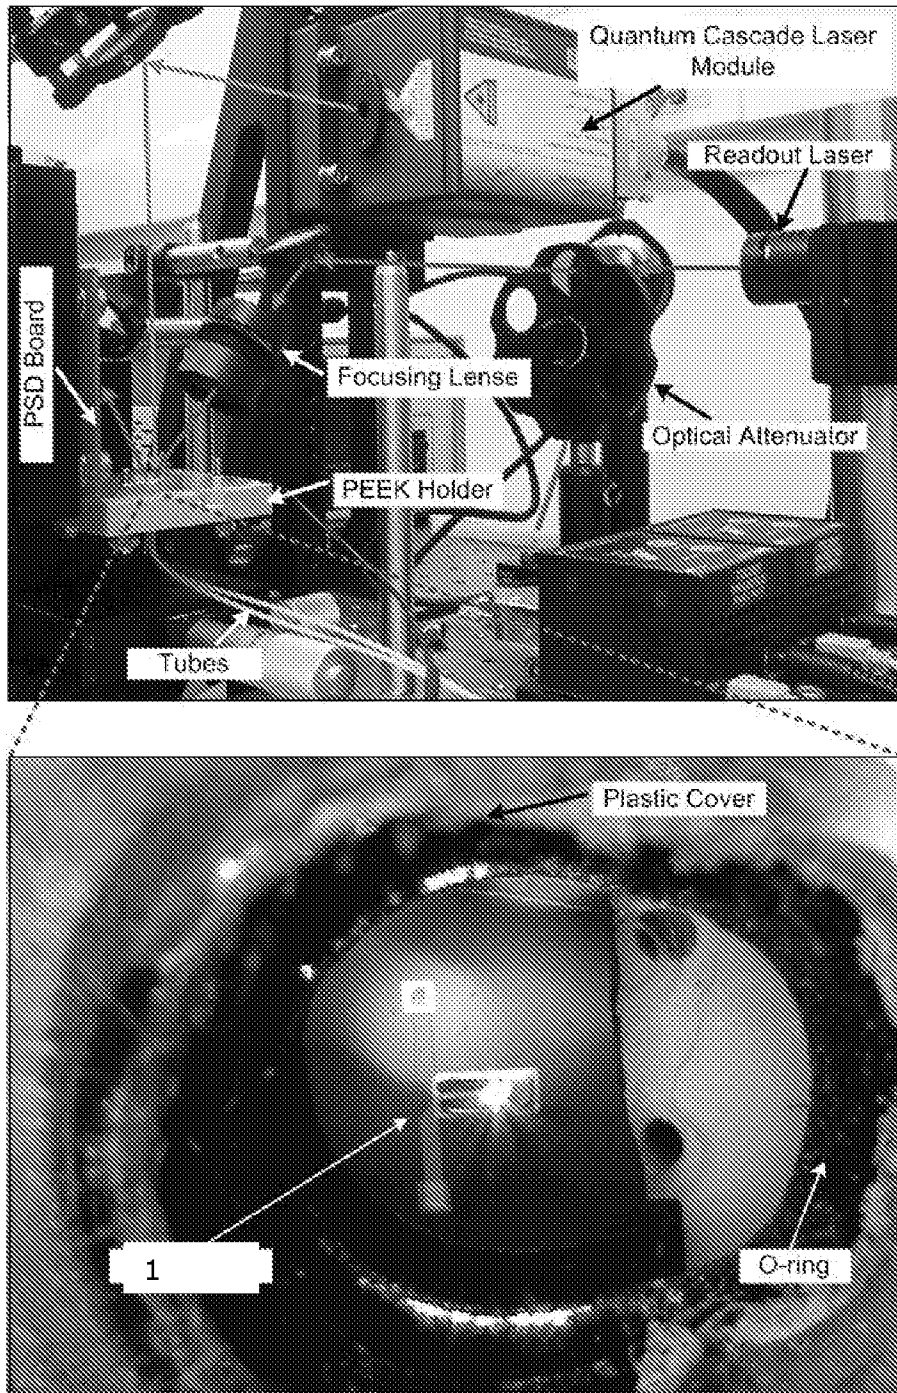 Quantum Cascade Laser
Module
Readout Laser
PSD Board
Focusing Lense
Optical Attenuator
PEEK Holder
Tubes
Plastic Cover
1
O-ring